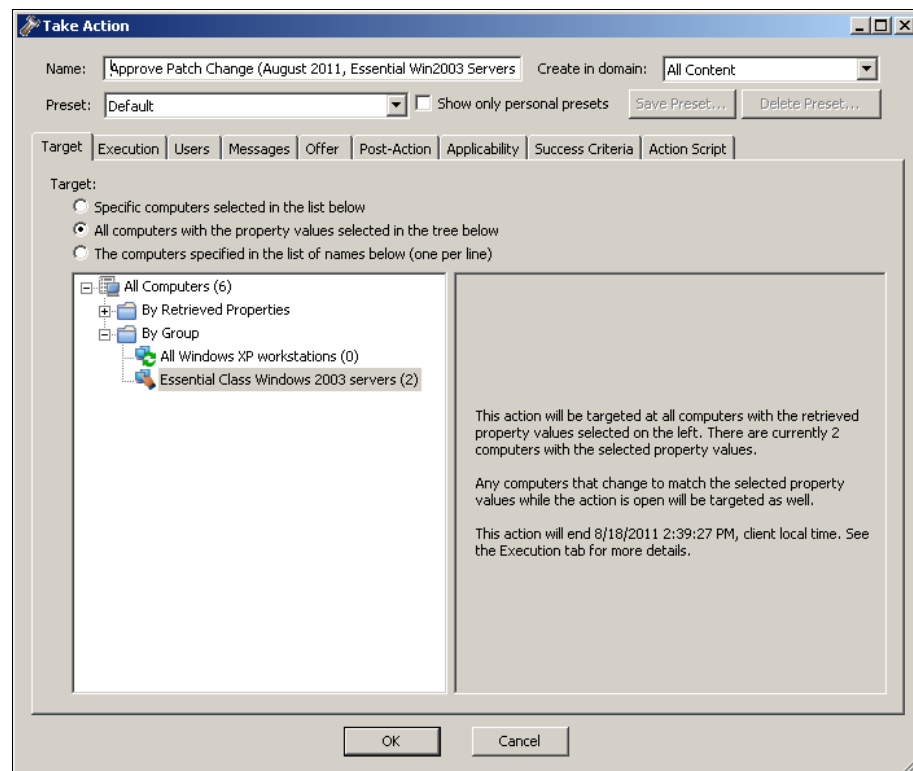 Take Action
Name: Approve Patch Change (August 2011, Essential Win2003 Servers Create in domain: All Content
Preset: Default Show only personal presets Save Preset... Delete Preset...
Target Execution Users Messages Offer Post-Action Applicability Success Criteria Action Script
Target:
Specific computers selected in the list below
All computers with the property values selected in the tree below
The computers specified in the list of names below (one per line)
All Computers (6)
By Retrieved Properties
By Group
All Windows XP workstations (0)
Essential Class Windows 2003 servers (2)
This action will be targeted at all computers with the retrieved
property values selected on the left. There are currently 2
computers with the selected property values.
Any computers that change to match the selected property
values while the action is open will be targeted as well.
This action will end 8/18/2011 2:39:27 PM, client local time. See
the Execution tab for more details.
OK Cancel